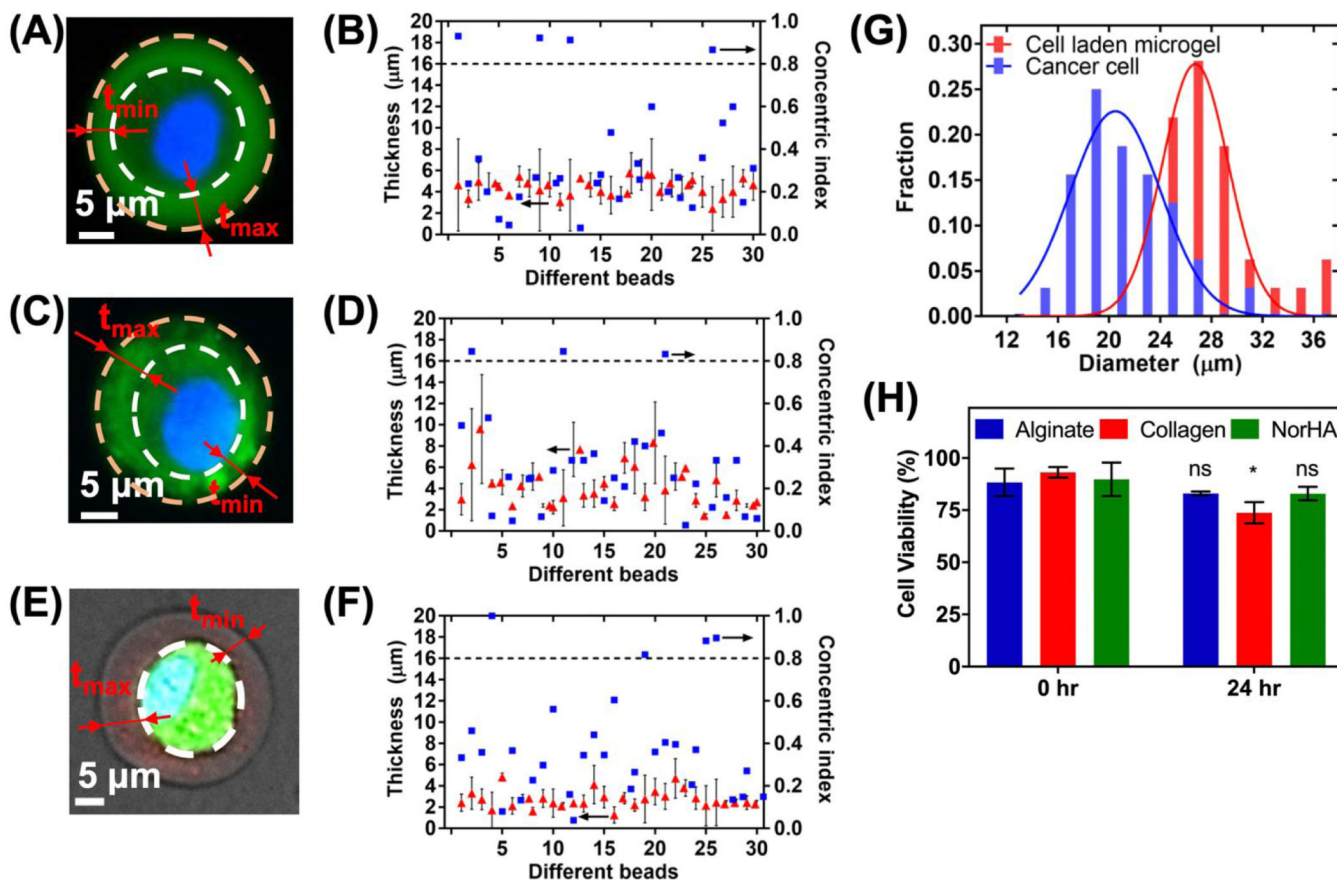 (A)
t_min
t_max
5 µm
(B)
Thickness (µm)
20
18
16
14
12
10
8
6
4
2
0
1.0
0.8
0.6
0.4
0.2
0.0
Concentric index
5 10 15 20 25 30
Different beads
(C)
t_max
t_min
5 µm
(D)
Thickness (µm)
20
18
16
14
12
10
8
6
4
2
0
1.0
0.8
0.6
0.4
0.2
0.0
Concentric index
5 10 15 20 25 30
Different beads
(E)
t_min
t_max
5 µm
(F)
Thickness (µm)
20
18
16
14
12
10
8
6
4
2
0
1.0
0.8
0.6
0.4
0.2
0.0
Concentric index
5 10 15 20 25 30
Different beads
(G)
Cell laden microgel
Cancer cell
Fraction
0.30
0.25
0.20
0.15
0.10
0.05
0.00
12 16 20 24 28 32 36
Diameter (µm)
(H)
Alginate Collagen NorHA
Cell Viability (%)
100
75
50
25
0
ns * ns
0 hr 24 hr